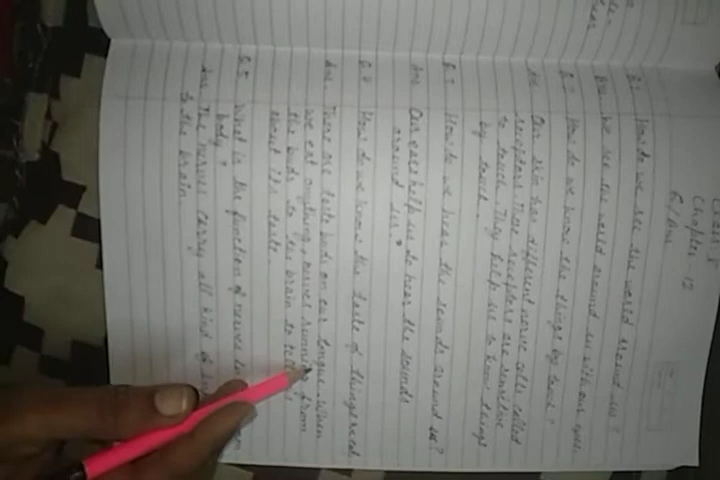 Class-5
Chapter-12
Q/Ans
Q.1 How do we see the world around us?
Ans We see the world around us with our eyes.
Q.2 How do we know the things by touch?
Ans Our skin has different nerve cells called
receptors. These receptors are sensitive
to touch. They help us to know things
by touch.
Q.3 How do we hear the sounds around us?
Ans Our ears help us to hear the sounds
around us.
Q.4 How do we know the taste of things
Ans There are taste buds on our tongue. When
we eat anything, nerves running from
the buds to the brain
about its taste.
Q.5 What is the function of nerves
body?
Ans The nerves carry all kind of
to the brain